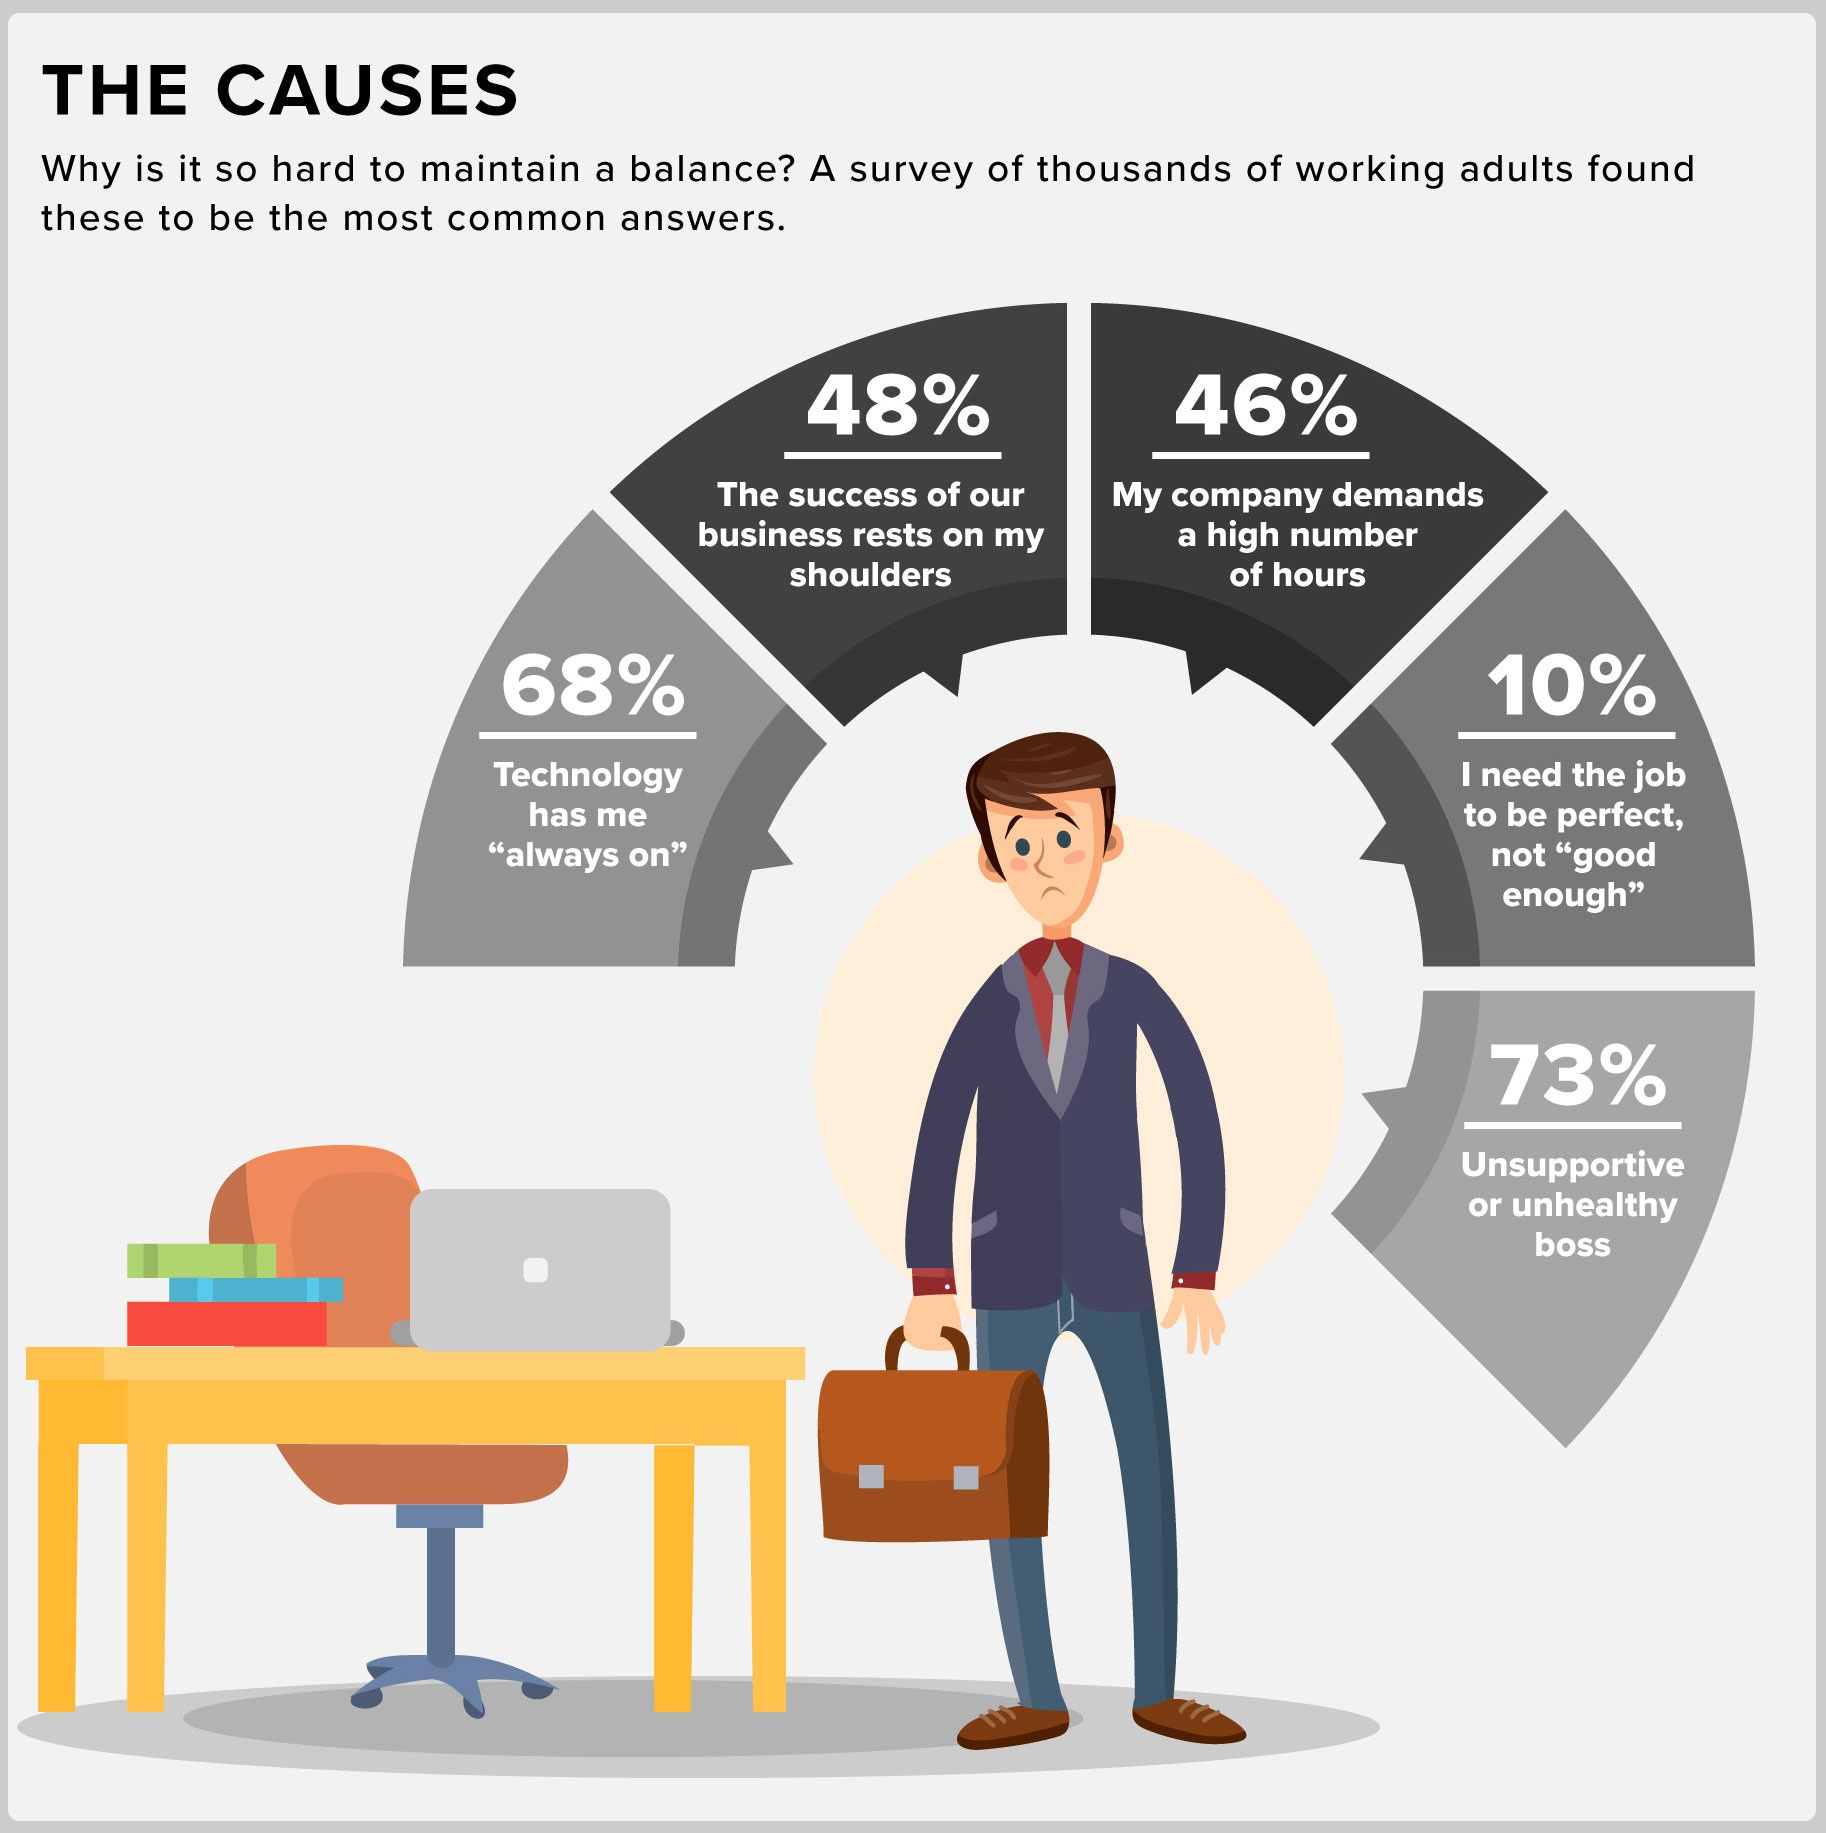 THE CAUSES
Why is it so hard to maintain a balance? A survey of thousands of working adults found
these to be the most common answers.
68%
Technology
has me
“always on”
48%
The success of our
business rests on my
shoulders
46%
My company demands
a high number
of hours
10%
I need the job
to be perfect,
not “good
enough”
73%
Unsupportive
or unhealthy
boss